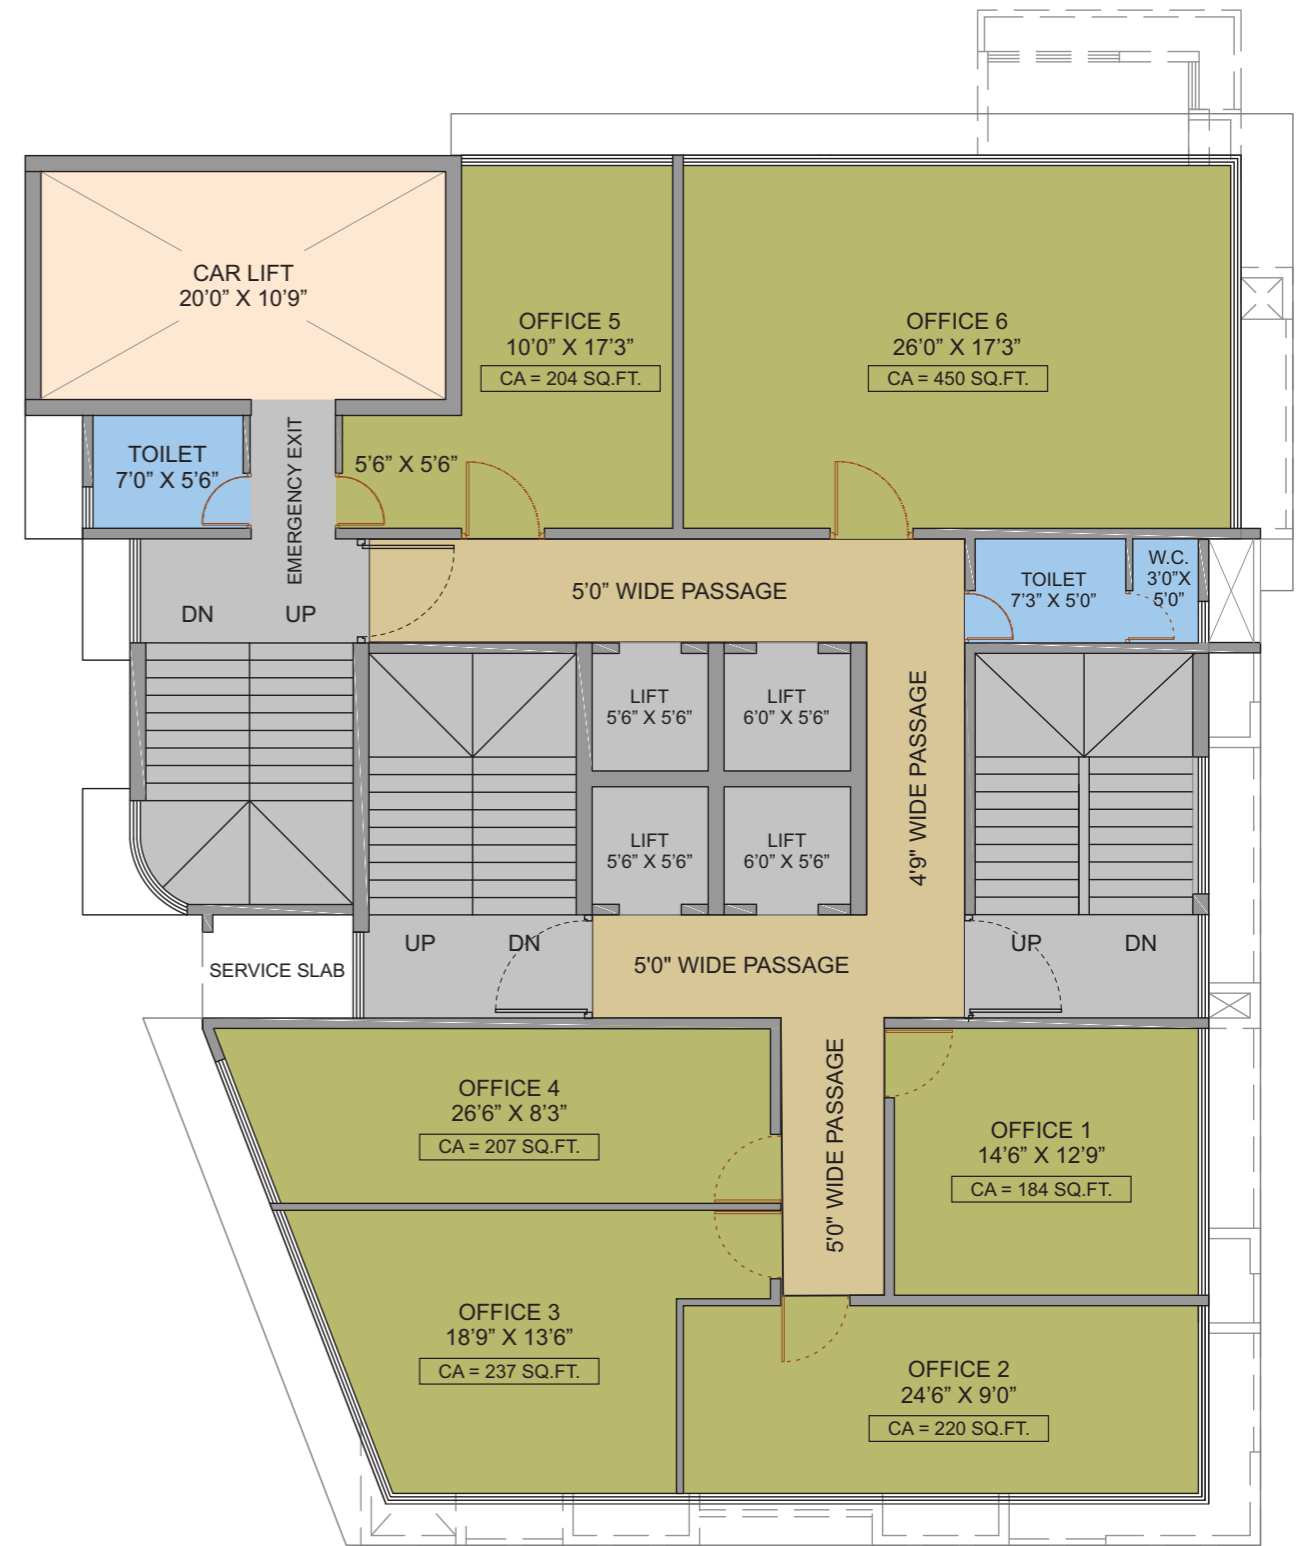 CAR LIFT
20’0” X 10’9”
OFFICE 5
10’0” X 17’3”
CA = 204 SQ.FT.
OFFICE 6
26’0” X 17’3”
CA = 450 SQ.FT.
TOILET
7’0” X 5’6”
EMERGENCY EXIT
5’6” X 5’6”
DN
UP
5’0” WIDE PASSAGE
TOILET
7’3” X 5’0”
W.C.
3’0”X
5’0”
LIFT
5’6” X 5’6”
LIFT
6’0” X 5’6”
4'9" WIDE PASSAGE
LIFT
5’6” X 5’6”
LIFT
6’0” X 5’6”
UP
DN
5'0" WIDE PASSAGE
UP
DN
SERVICE SLAB
OFFICE 4
26’6” X 8’3”
CA = 207 SQ.FT.
5'0" WIDE PASSAGE
OFFICE 1
14’6” X 12’9”
CA = 184 SQ.FT.
OFFICE 3
18’9” X 13’6”
CA = 237 SQ.FT.
OFFICE 2
24’6” X 9’0”
CA = 220 SQ.FT.